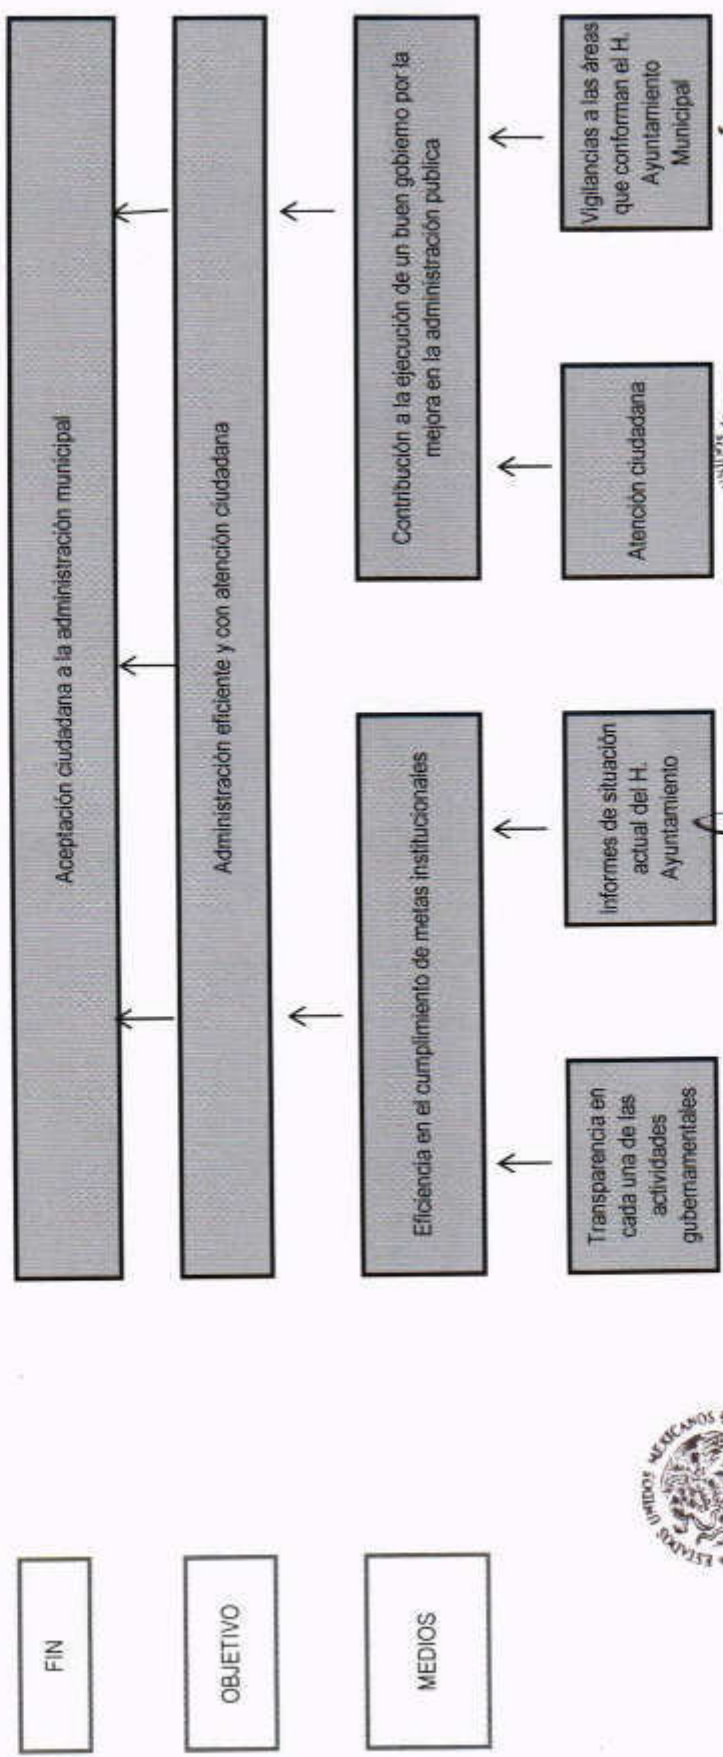 FIN
Aceptación ciudadana a la administración municipal
OBJETIVO
Administración eficiente y con atención ciudadana
MEDIOS
Eficiencia en el cumplimiento de metas institucionales
Contribución a la ejecución de un buen gobierno por la
mejora en la administración publica
Transparencia en
cada una de las
actividades
gubernamentales
Informes de situación
actual del H.
Ayuntamiento
Atención ciudadana
Vigilancias a las áreas
que conforman el H.
Ayuntamiento
Municipal
ESTADOS UNIDOS MEXICANOS